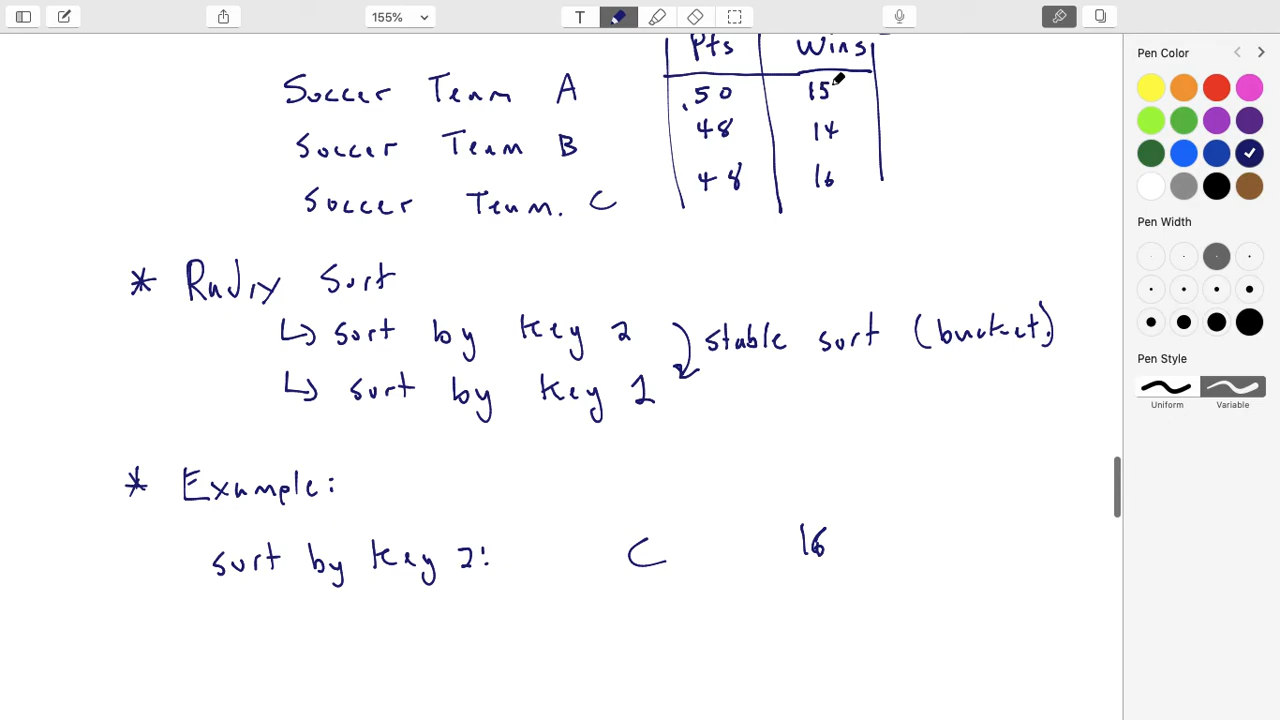 155%
T
Pts Wins
Soccer Team A .50 15
Soccer Team B 48 14
Soccer Team. C 48 16
* Radix Sort
↳ sort by key 2
stable sort (bucket).
↳ sort by key 1
* Example:
sort by key 2: C 16
Pen Color
Pen Width
Pen Style
Uniform Variable